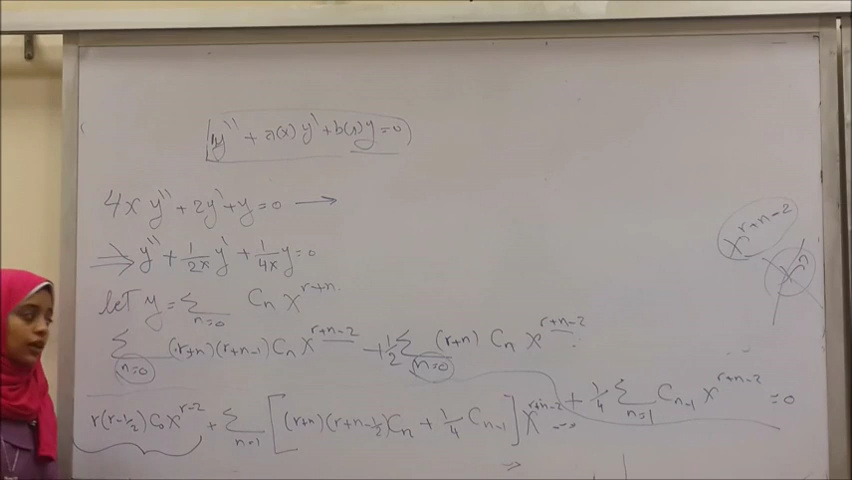 y'' + a(x) y' + b(x) y = 0
4x y'' + 2y' + y = 0 →
⇒ y'' + 1/2x y' + 1/4x y = 0
x^{r+n-2}
x^n
let y = Σ_{n=0} C_n x^{r+n}
Σ_{n=0} (r+n)(r+n-1) C_n x^{r+n-2} + 1/2 Σ_{n=0} (r+n) C_n x^{r+n-2}
+ 1/4 Σ_{n=1} C_{n-1} x^{r+n-2} = 0
r(r-1/2) C_0 x^{r-2} + Σ_{n=1} [(r+n)(r+n-1/2) C_n + 1/4 C_{n-1}] x^{r+n-2}